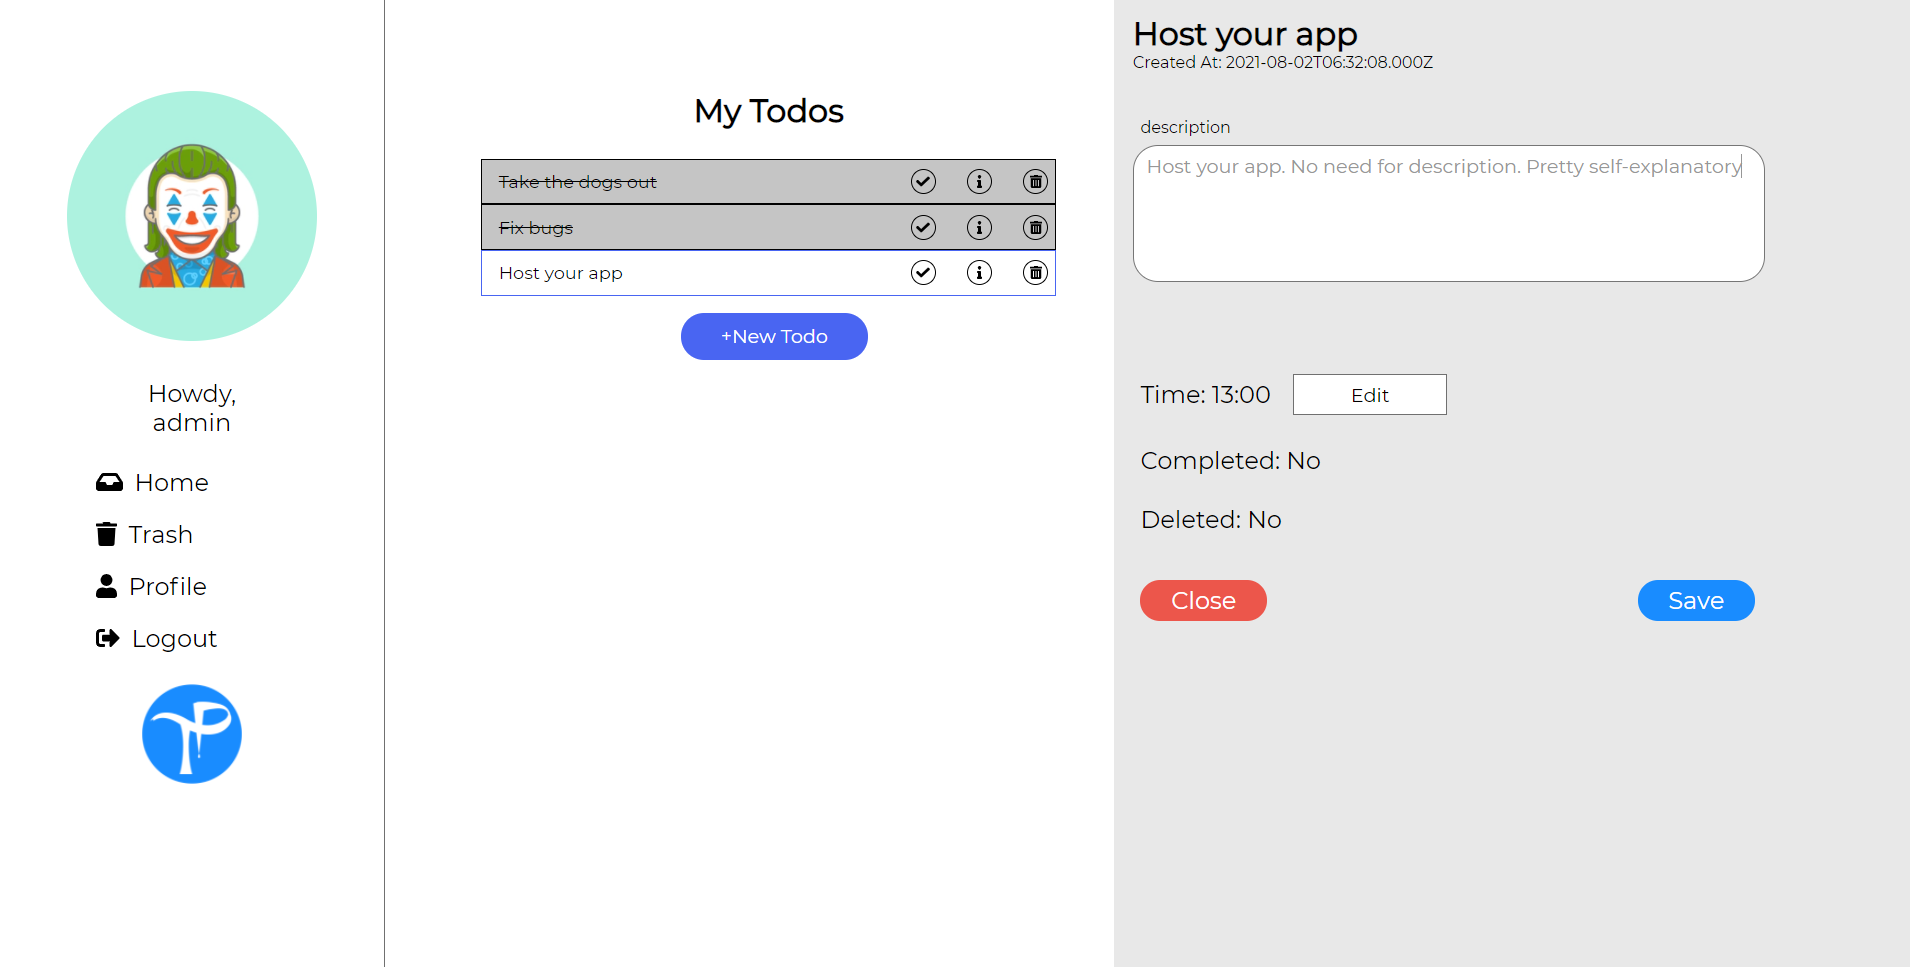 Howdy,
admin
Home
Trash
Profile
Logout
TP
My Todos
Take the dogs out
Fix bugs
Host your app
+New Todo
Host your app
Created At: 2021-08-02T06:32:08.000Z
description
Host your app. No need for description. Pretty self-explanatory
Time: 13:00 Edit
Completed: No
Deleted: No
Close Save